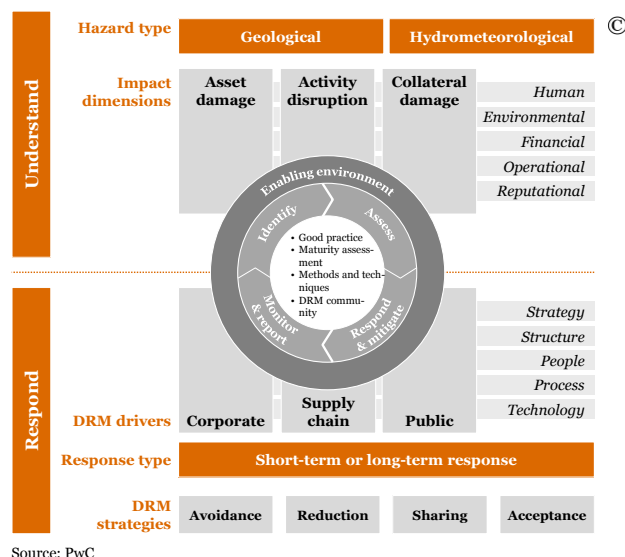 Hazard type
Geological
Hydrometeorological
©
Understand
Impact
dimensions
Asset
damage
Activity
disruption
Collateral
damage
Human
Environmental
Financial
Operational
Reputational
Enabling environment
Identify
Assess
• Good practice
• Maturity assess-
ment
• Methods and tech-
niques
• DRM commu-
nity
Monitor
& report
Respond
& mitigate
Respond
Strategy
Structure
People
Process
Technology
DRM drivers
Corporate
Supply
chain
Public
Response type
Short-term or long-term response
DRM
strategies
Avoidance
Reduction
Sharing
Acceptance
Source: PwC